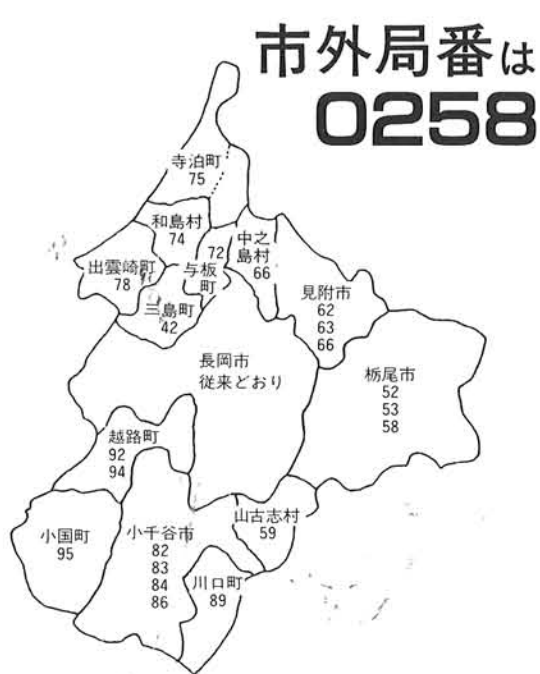 市外局番は
0258
寺泊町
75
和島村
74
出雲崎町
78
三島町
42
72
与板
町
中之
島村
66
見附市
62
63
66
長岡市
従来どおり
栃尾市
52
53
58
越路町
92
94
小国町
95
小千谷市
82
83
84
86
山古志村
59
川口町
89